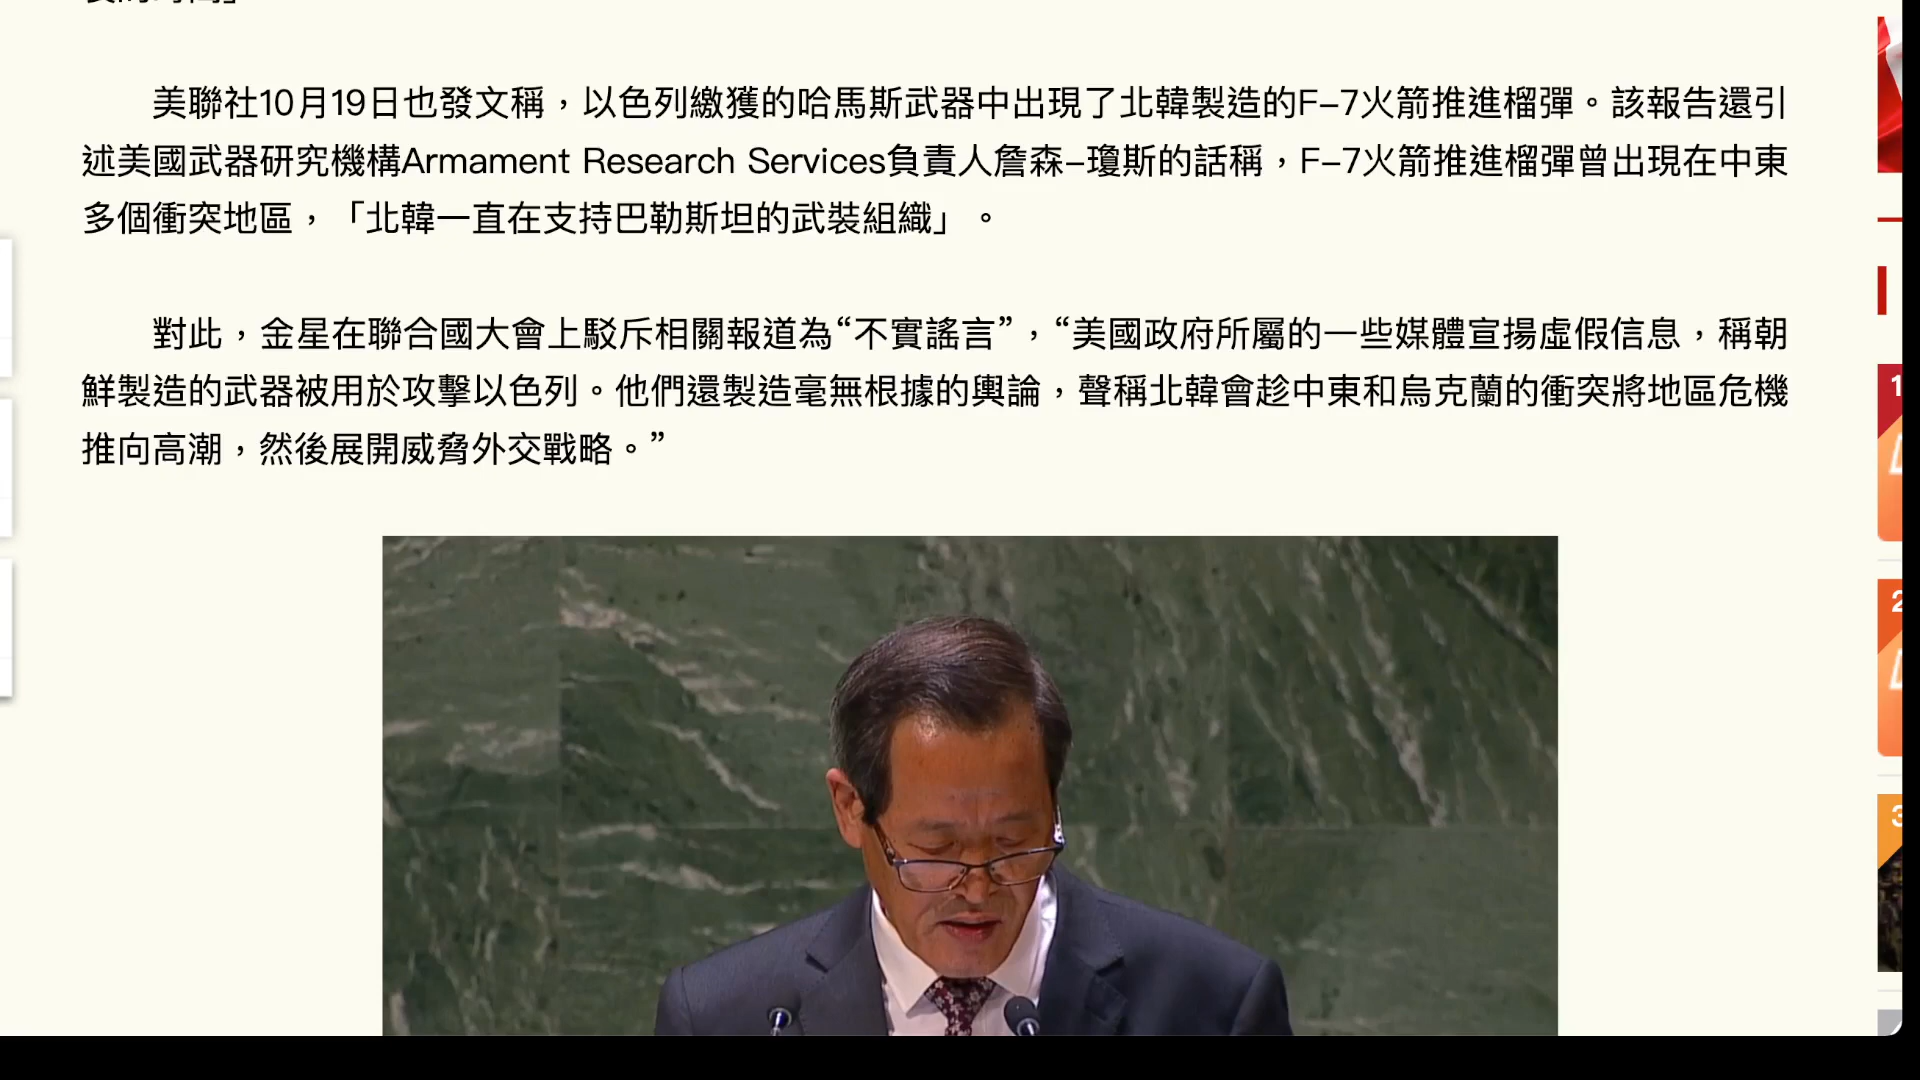 美聯社10月19日也發文稱，以色列繳獲的哈馬斯武器中出現了北韓製造的F–7火箭推進榴彈。該報告還引
述美國武器研究機構Armament Research Services負責人詹森–瓊斯的話稱，F–7火箭推進榴彈曾出現在中東
多個衝突地區，「北韓一直在支持巴勒斯坦的武裝組織」。
對此，金星在聯合國大會上駁斥相關報道為“不實謠言”，“美國政府所屬的一些媒體宣揚虛假信息，稱朝
鮮製造的武器被用於攻擊以色列。他們還製造毫無根據的輿論，聲稱北韓會趁中東和烏克蘭的衝突將地區危機
推向高潮，然後展開威脅外交戰略。”
1
2
3